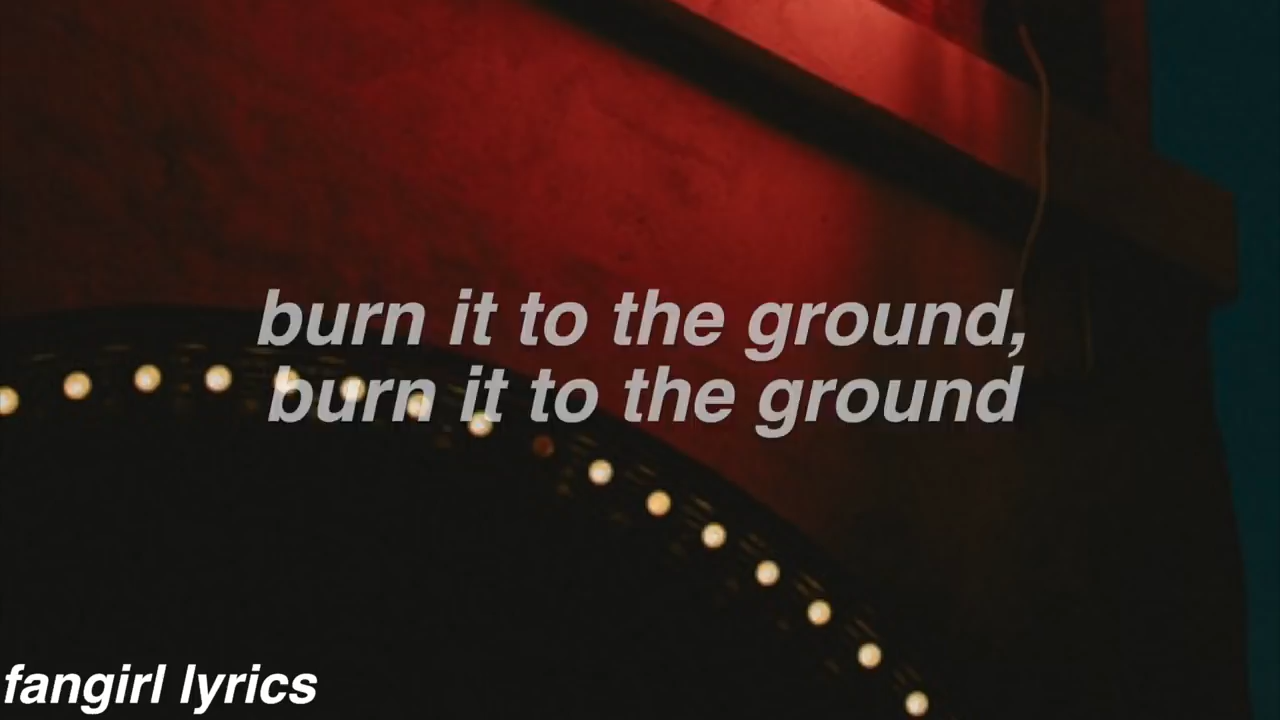 burn it to the ground,
burn it to the ground
fangirl lyrics